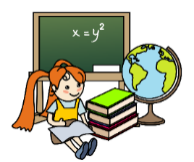 x = y²